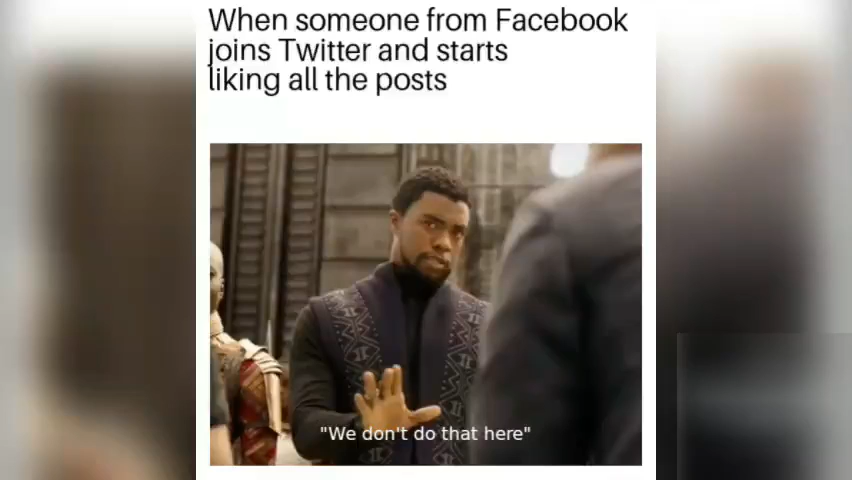 When someone from Facebook
joins Twitter and starts
liking all the posts
"We don't do that here"